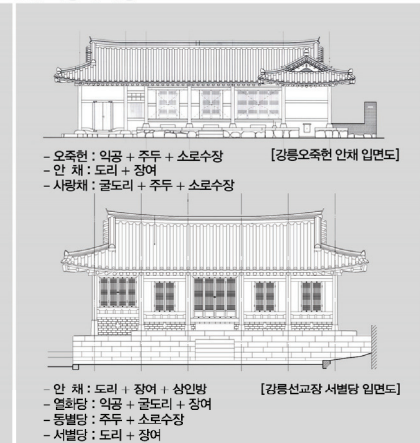 - 오죽헌 : 익공 + 주두 + 소로수장 [강릉오죽헌 안채 입면도]
- 안 채 : 도리 + 장여
- 사랑채 : 굴도리 + 주두 + 소로수장
- 안 채 : 도리 + 장여 + 상인방 [강릉선교장 서별당 입면도]
- 열화당 : 익공 + 굴도리 + 장여
- 동별당 : 주두 + 소로수장
- 서별당 : 도리 + 장여